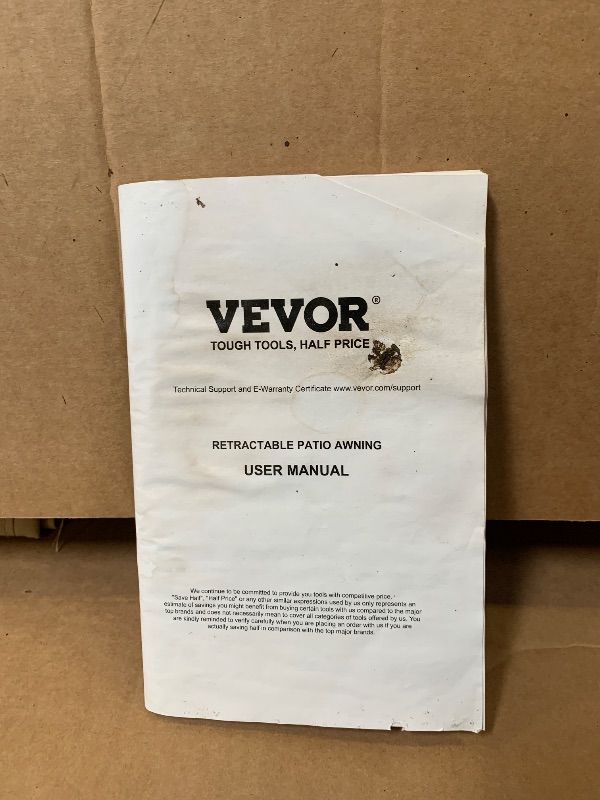 VEVOR®
TOUGH TOOLS, HALF PRICE
Technical Support and E-Warranty Certificate www.vevor.com/support
RETRACTABLE PATIO AWNING
USER MANUAL
We continue to be committed to provide you tools with competitive price.
"Save Half", "Half Price" or any other similar expressions used by us only represents an
estimate of savings you might benefit from buying certain tools with us compared to the major
top brands and does not necessarily mean to cover all categories of tools offered by us. You
are kindly reminded to verify carefully when you are placing an order with us if you are
actually saving half in comparison with the top major brands.